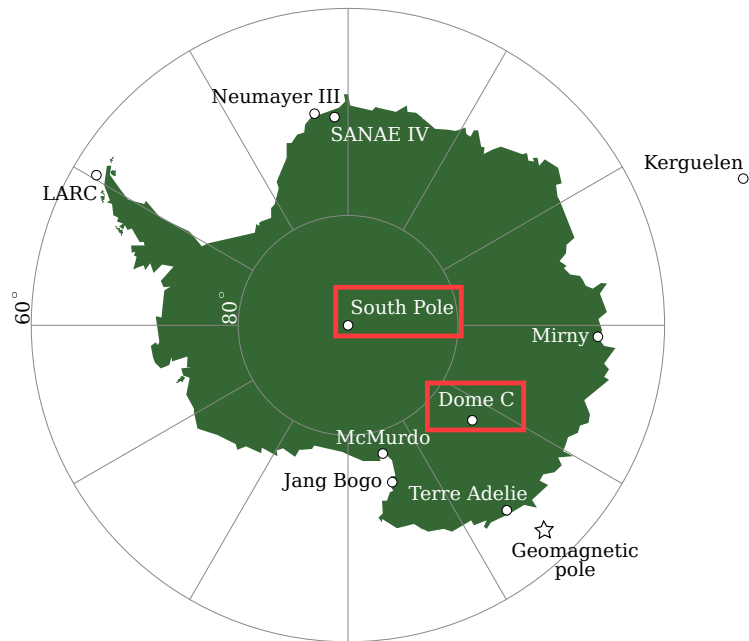 Neumayer III
SANAE IV
Kerguelen
LARC
60°
80°
South Pole
Mirny
Dome C
McMurdo
Jang Bogo
Terre Adelie
Geomagnetic
pole